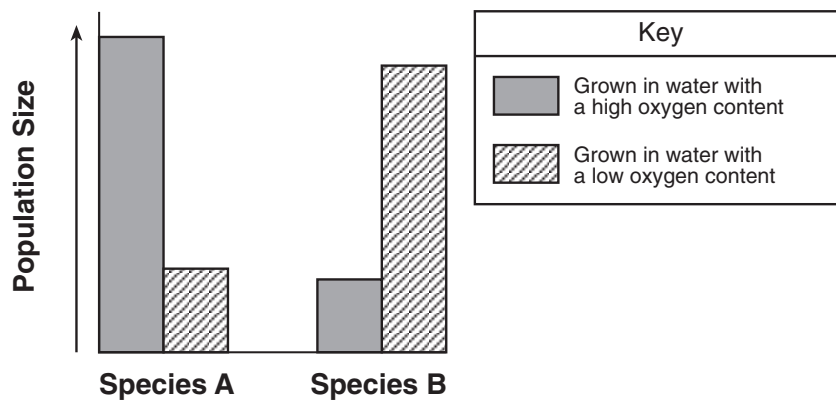 Population Size
Species A
Species B
Key
Grown in water with
a high oxygen content
Grown in water with
a low oxygen content